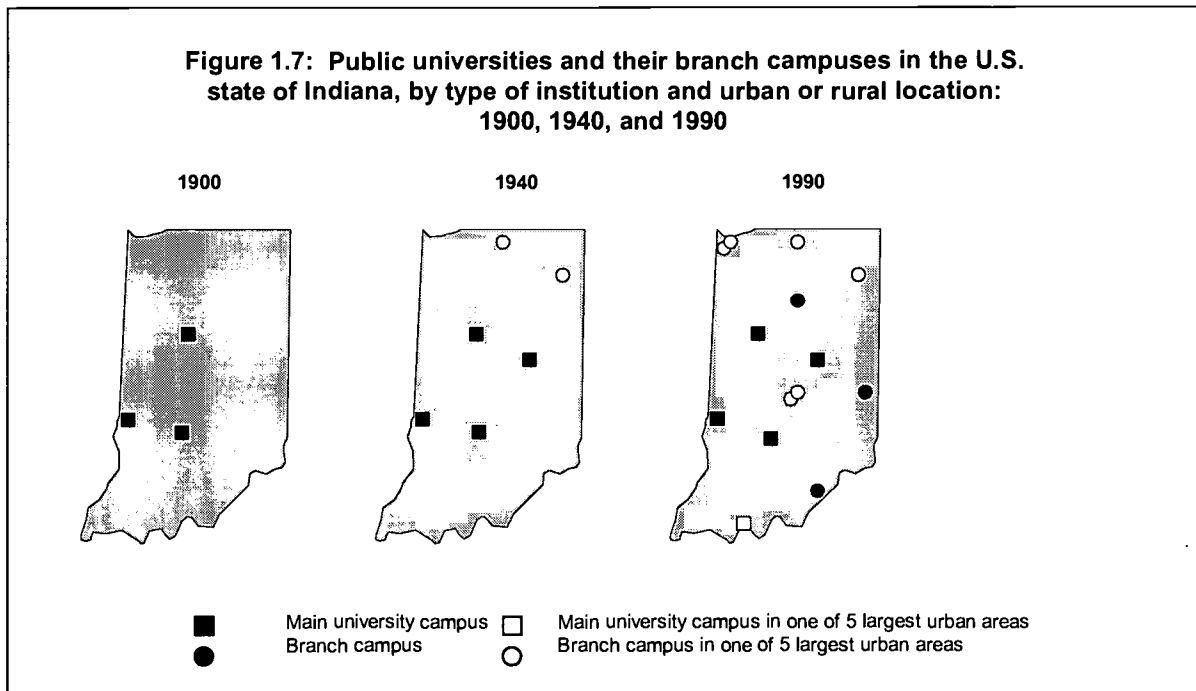 Figure 1.7: Public universities and their branch campuses in the U.S.
state of Indiana, by type of institution and urban or rural location:
1900, 1940, and 1990
1900 1940 1990
Main university campus Main university campus in one of 5 largest urban areas
Branch campus Branch campus in one of 5 largest urban areas